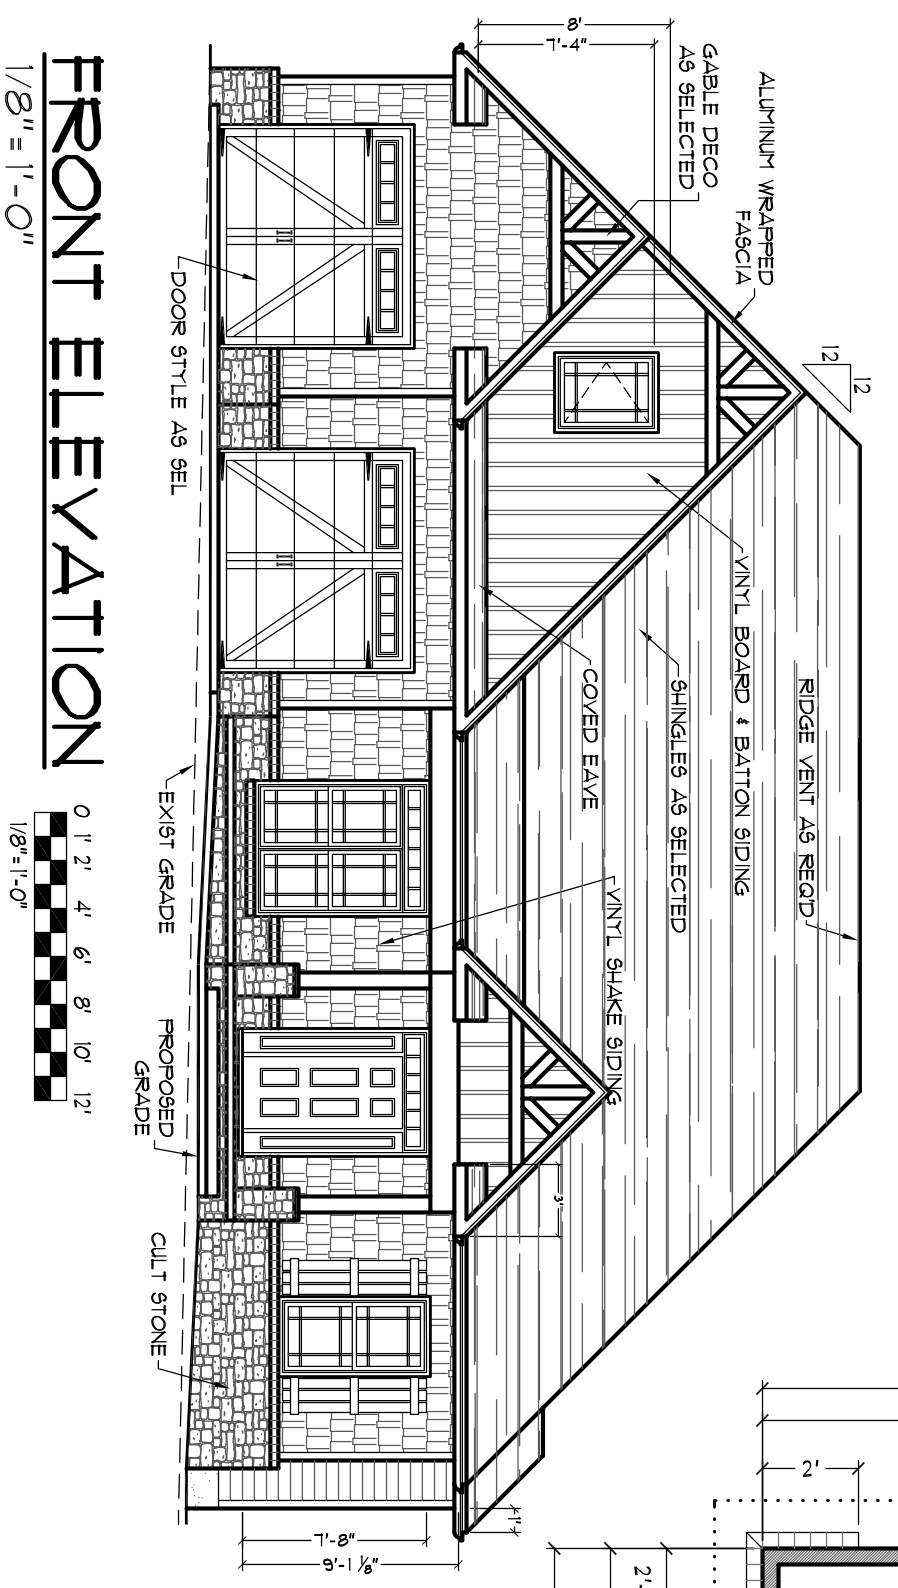 8'
7'-4"
GABLE DECO
AS SELECTED
ALUMINUM WRAPPED
FASCIA
12
12
VINYL BOARD & BATTON SIDING
SHINGLES AS SELECTED
RIDGE VENT AS REQ'D
COVED EAVE
VINYL SHAKE SIDING
3'
1'
DOOR STYLE AS SEL
EXIST GRADE
PROPOSED
GRADE
CULT STONE
7'-8"
9'-1 1/8"
2'
2'-
FRONT ELEVATION
1/8" = 1'-0"
0 1' 2' 4' 6' 8' 10' 12'
1/8"=1'-0"